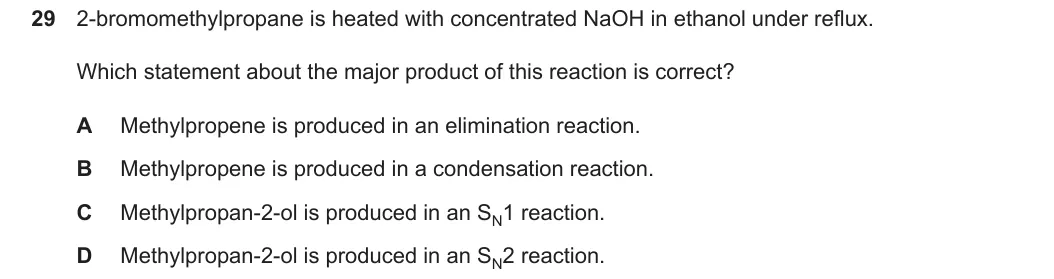 29 2-bromomethylpropane is heated with concentrated NaOH in ethanol under reflux.
Which statement about the major product of this reaction is correct?
A Methylpropene is produced in an elimination reaction.
B Methylpropene is produced in a condensation reaction.
C Methylpropan-2-ol is produced in an SN1 reaction.
D Methylpropan-2-ol is produced in an SN2 reaction.